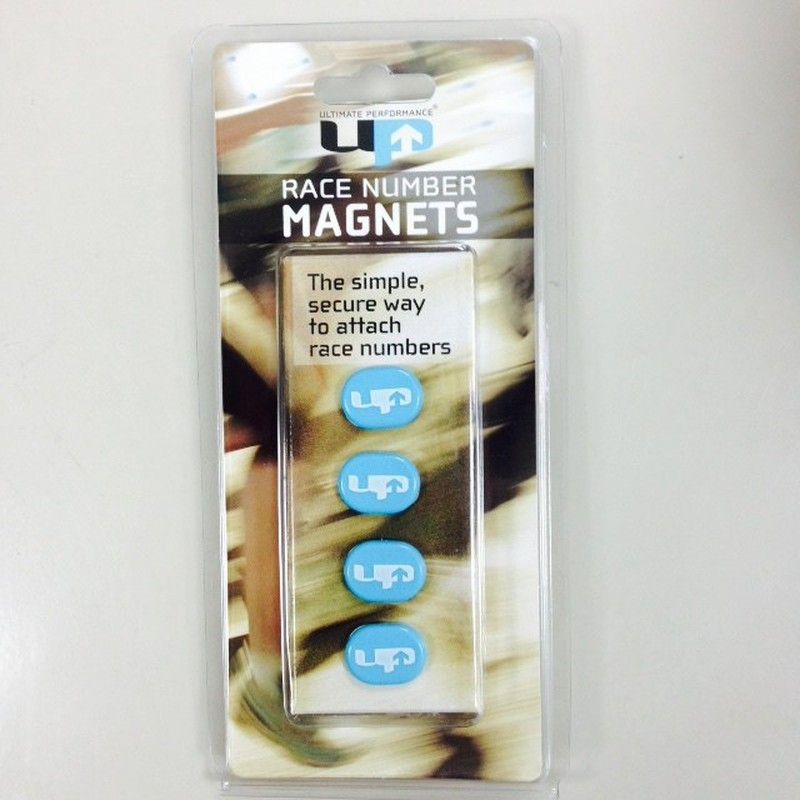 ULTIMATE PERFORMANCE®
up
RACE NUMBER
MAGNETS
The simple,
secure way
to attach
race numbers
up
up
up
up